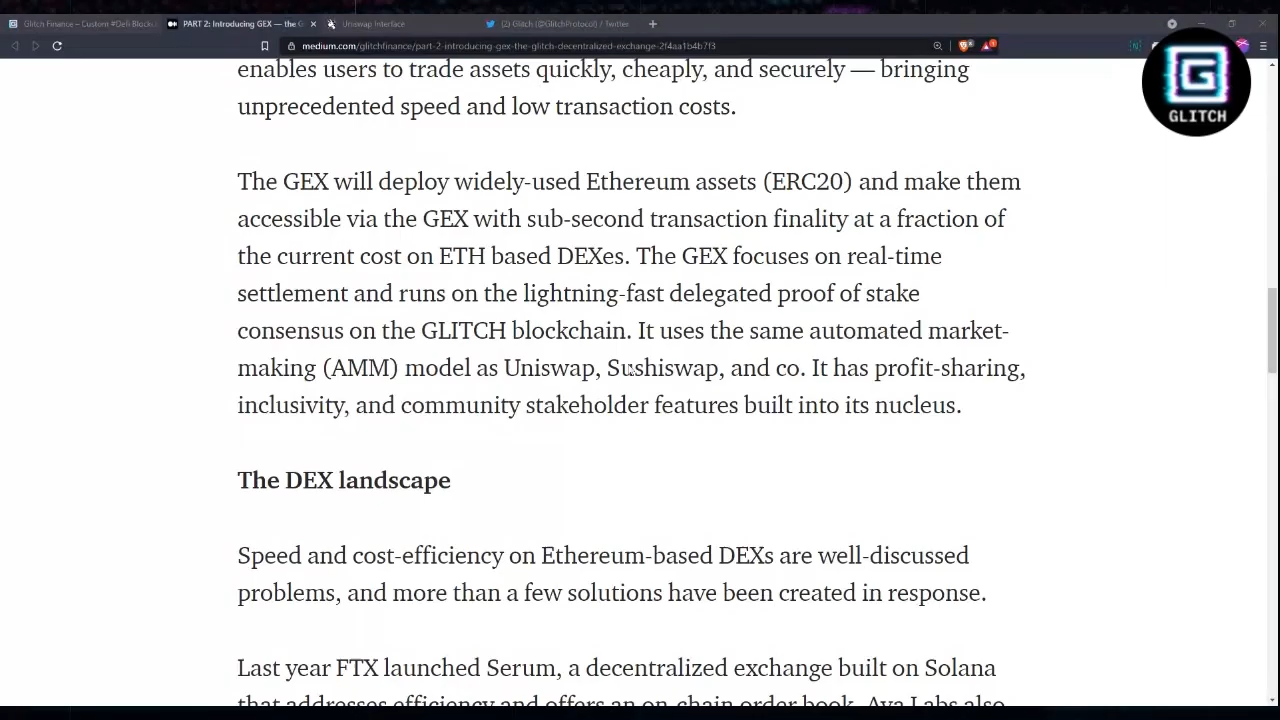 Glitch Finance – Custom #Defi Blocks
PART 2: Introducing GEX — the G
Uniswap Interface
(2) Glitch (@GlitchProtocol) / Twitter
medium.com/glitchfinance/part-2-introducing-gex-the-glitch-decentralized-exchange-2f4aa1b4b7f3
GLITCH
enables users to trade assets quickly, cheaply, and securely — bringing
unprecedented speed and low transaction costs.
The GEX will deploy widely-used Ethereum assets (ERC20) and make them
accessible via the GEX with sub-second transaction finality at a fraction of
the current cost on ETH based DEXes. The GEX focuses on real-time
settlement and runs on the lightning-fast delegated proof of stake
consensus on the GLITCH blockchain. It uses the same automated market-
making (AMM) model as Uniswap, Sushiswap, and co. It has profit-sharing,
inclusivity, and community stakeholder features built into its nucleus.
The DEX landscape
Speed and cost-efficiency on Ethereum-based DEXs are well-discussed
problems, and more than a few solutions have been created in response.
Last year FTX launched Serum, a decentralized exchange built on Solana
that addresses efficiency and offers an on-chain order book. Ava Labs also